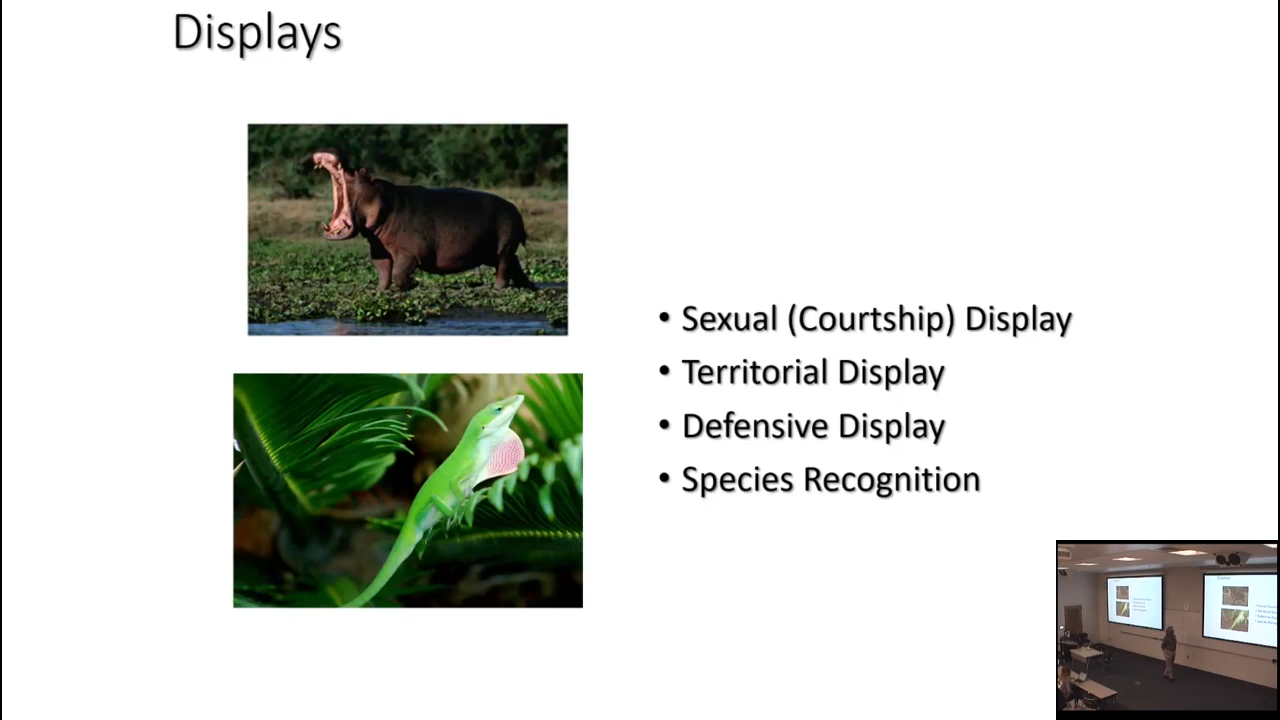 Displays
• Sexual (Courtship) Display
• Territorial Display
• Defensive Display
• Species Recognition